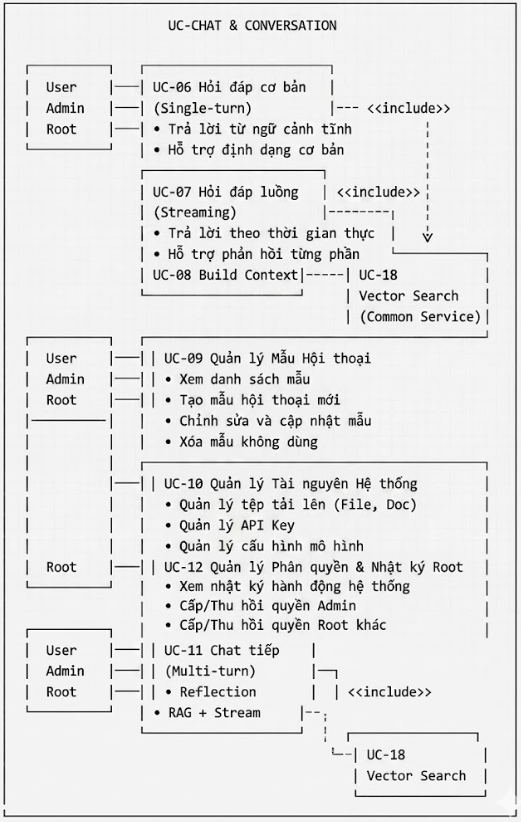 UC-CHAT & CONVERSATION
User UC-06 Hỏi đáp cơ bản
Admin (Single-turn) <<include>>
Root • Trả lời từ ngữ cảnh tĩnh
• Hỗ trợ định dạng cơ bản
UC-07 Hỏi đáp luồng <<include>>
(Streaming)
• Trả lời theo thời gian thực
• Hỗ trợ phản hồi từng phần
UC-08 Build Context UC-18
Vector Search
(Common Service)
User UC-09 Quản lý Mẫu Hội thoại
Admin • Xem danh sách mẫu
Root • Tạo mẫu hội thoại mới
• Chỉnh sửa và cập nhật mẫu
• Xóa mẫu không dùng
UC-10 Quản lý Tài nguyên Hệ thống
• Quản lý tệp tải lên (File, Doc)
• Quản lý API Key
• Quản lý cấu hình mô hình
Root UC-12 Quản lý Phân quyền & Nhật ký Root
• Xem nhật ký hành động hệ thống
• Cấp/Thu hồi quyền Admin
• Cấp/Thu hồi quyền Root khác
User UC-11 Chat tiếp
Admin (Multi-turn)
Root • Reflection <<include>>
• RAG + Stream
UC-18
Vector Search